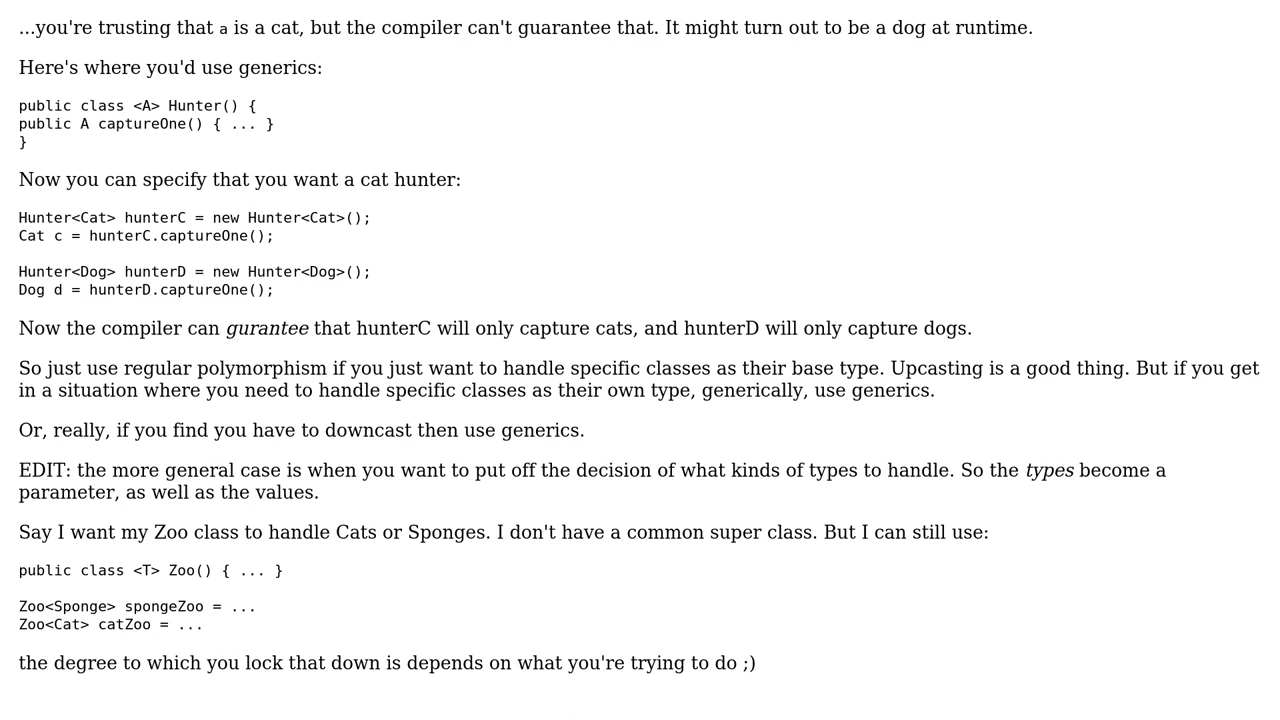 ...you're trusting that a is a cat, but the compiler can't guarantee that. It might turn out to be a dog at runtime.
Here's where you'd use generics:
public class <A> Hunter() {
public A captureOne() { ... }
}
Now you can specify that you want a cat hunter:
Hunter<Cat> hunterC = new Hunter<Cat>();
Cat c = hunterC.captureOne();
Hunter<Dog> hunterD = new Hunter<Dog>();
Dog d = hunterD.captureOne();
Now the compiler can gurantee that hunterC will only capture cats, and hunterD will only capture dogs.
So just use regular polymorphism if you just want to handle specific classes as their base type. Upcasting is a good thing. But if you get
in a situation where you need to handle specific classes as their own type, generically, use generics.
Or, really, if you find you have to downcast then use generics.
EDIT: the more general case is when you want to put off the decision of what kinds of types to handle. So the types become a
parameter, as well as the values.
Say I want my Zoo class to handle Cats or Sponges. I don't have a common super class. But I can still use:
public class <T> Zoo() { ... }
Zoo<Sponge> spongeZoo = ...
Zoo<Cat> catZoo = ...
the degree to which you lock that down is depends on what you're trying to do ;)